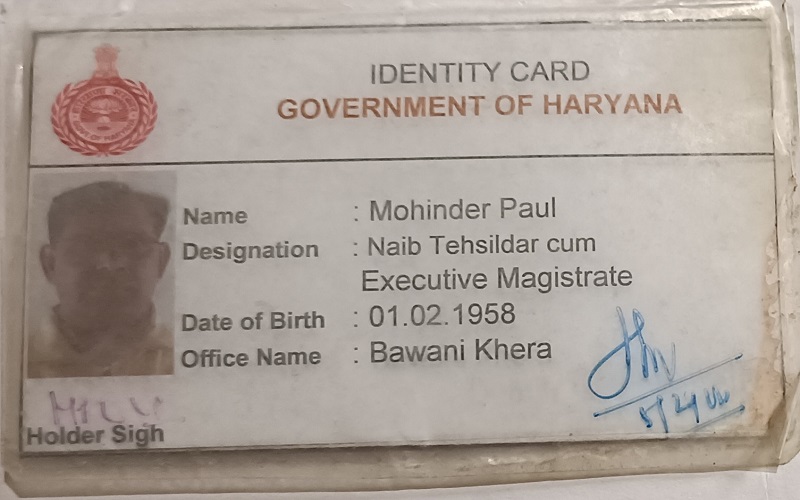 IDENTITY CARD
GOVERNMENT OF HARYANA
Name : Mohinder Paul
Designation : Naib Tehsildar cum
Executive Magistrate
Date of Birth : 01.02.1958
Office Name : Bawani Khera
Holder Sigh